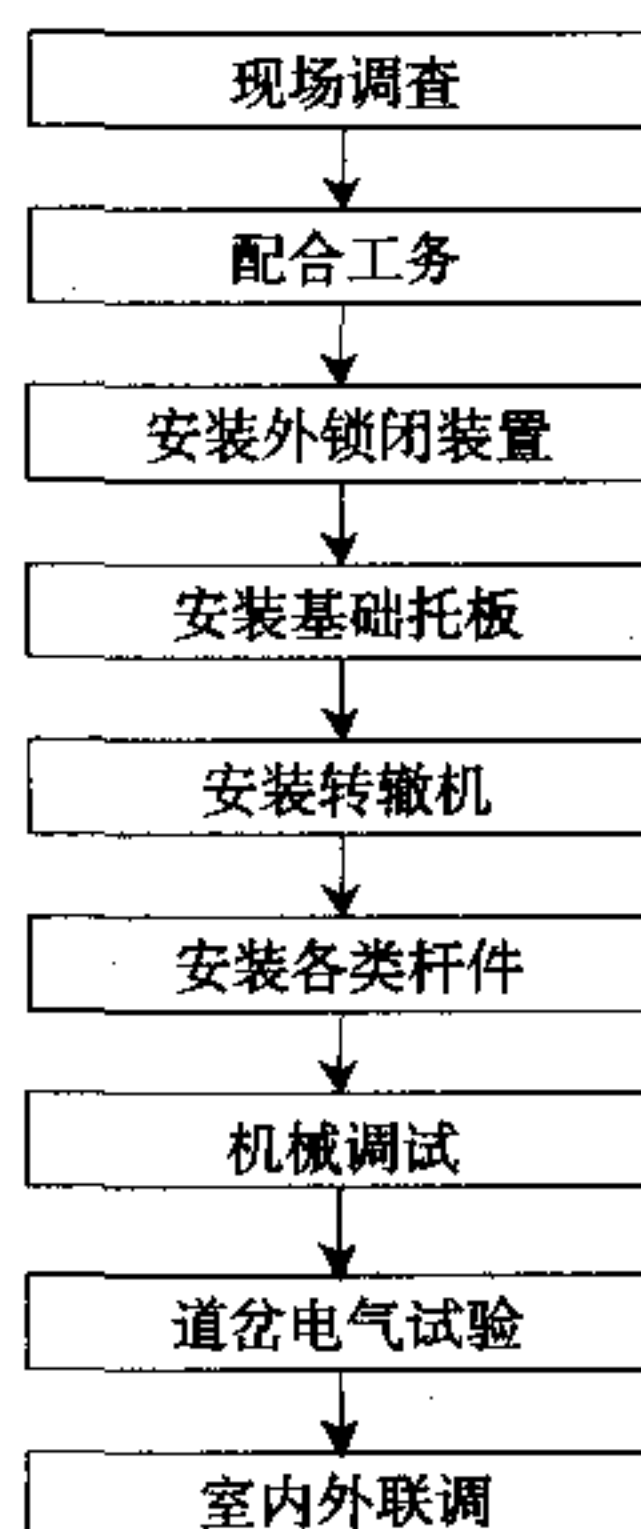 现场调查
配合工务
安装外锁闭装置
安装基础托板
安装转辙机
安装各类杆件
机械调试
道岔电气试验
室内外联调